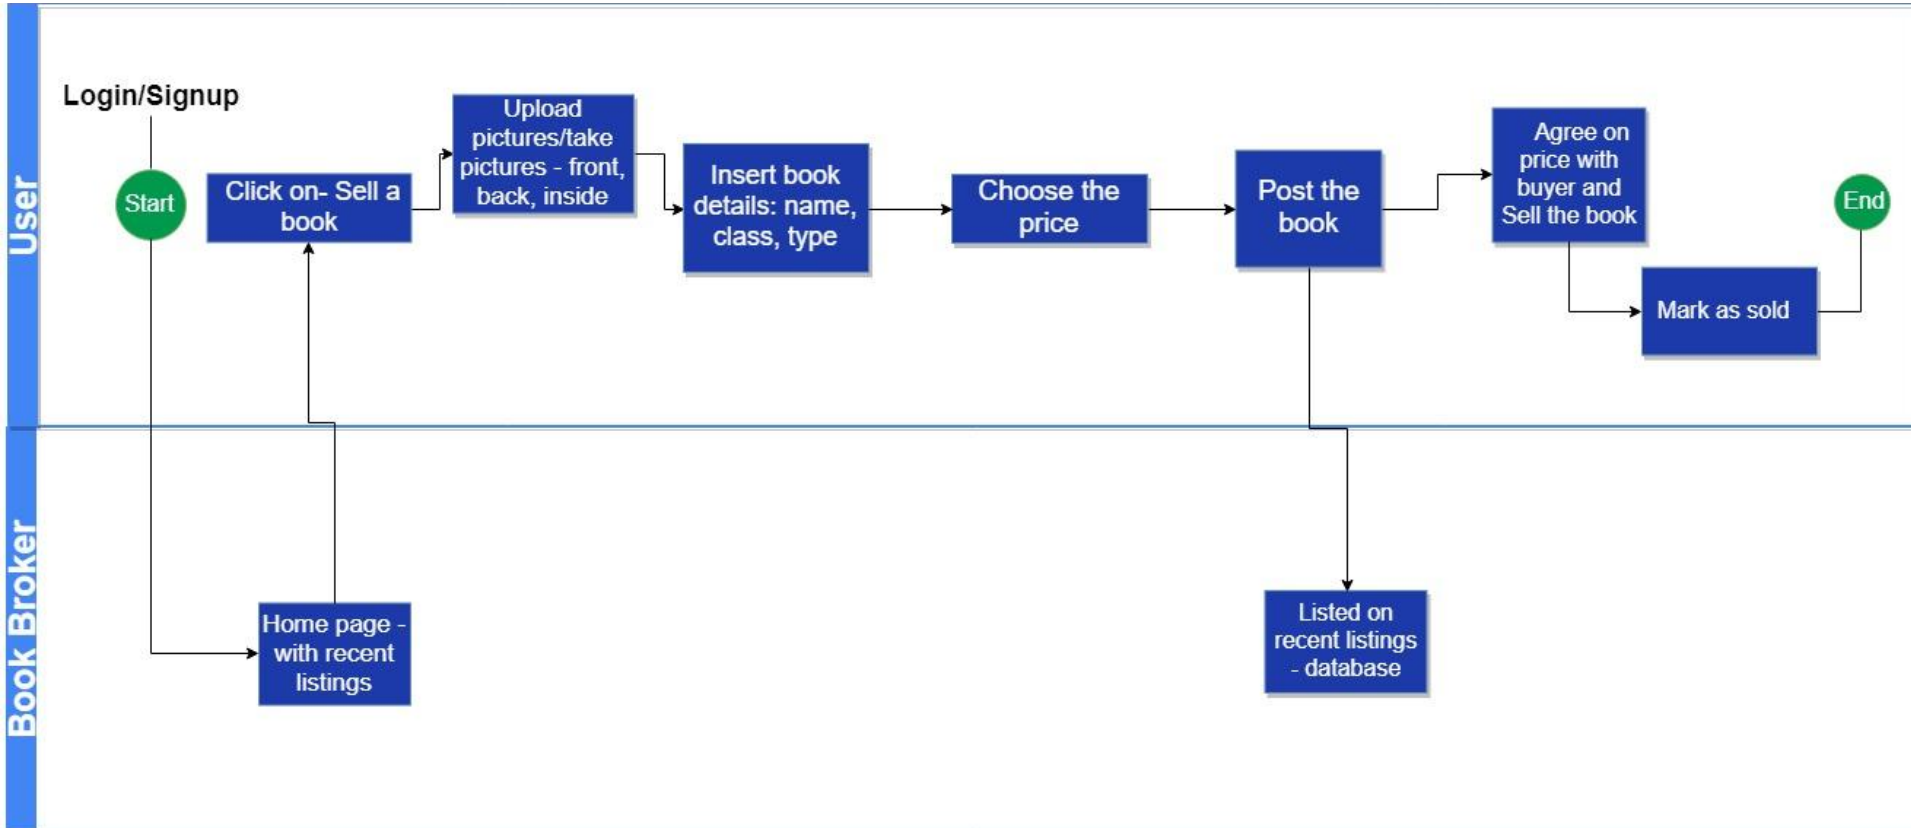 User
Login/Signup
Start
Click on- Sell a
book
Upload
pictures/take
pictures - front,
back, inside
Insert book
details: name,
class, type
Choose the
price
Post the
book
Agree on
price with
buyer and
Sell the book
Mark as sold
End
Book Broker
Home page -
with recent
listings
Listed on
recent listings
- database